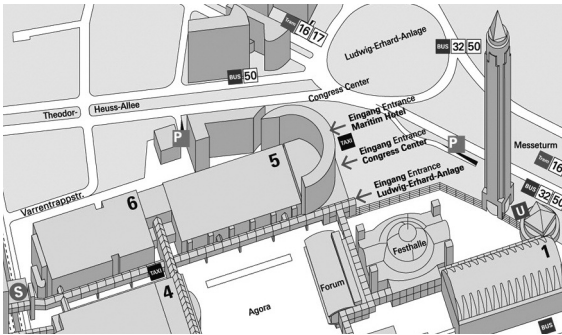 Tram 16 17
Ludwig-Erhard-Anlage
BUS 32 50
BUS 50
Congress Center
Theodor-
Heuss-Allee
Eingang Entrance
Maritim Hotel
P
TAXI
P
Eingang Entrance
Congress Center
Messeturm
Tram 16
5
Eingang Entrance
Ludwig-Erhard-Anlage
BUS 32 50
Varrentrappstr.
6
U
Festhalle
1
TAXI
S
4
Forum
Agora
BUS